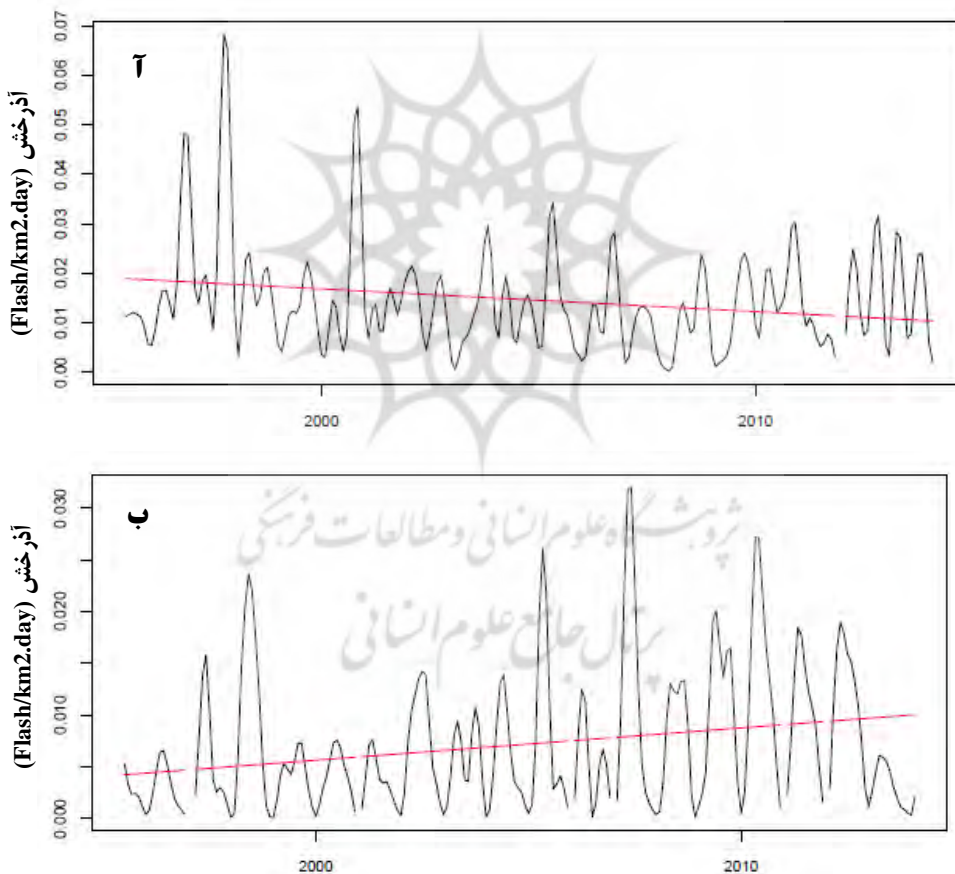 آ
آذرخش (Flash/km2.day)
0.07
0.06
0.05
0.04
0.03
0.02
0.01
0.00
2000
2010
ب
آذرخش (Flash/km2.day)
0.030
0.020
0.010
0.000
2000
2010
پژوهشگاه علوم انسانی و مطالعات فرهنگی
پرتال جامع علوم انسانی